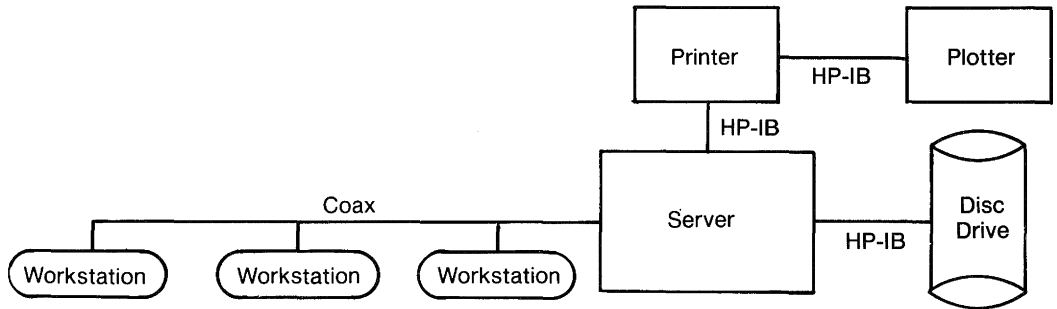 Printer
HP-IB
Plotter
HP-IB
Coax
Server
HP-IB
Disc
Drive
Workstation
Workstation
Workstation